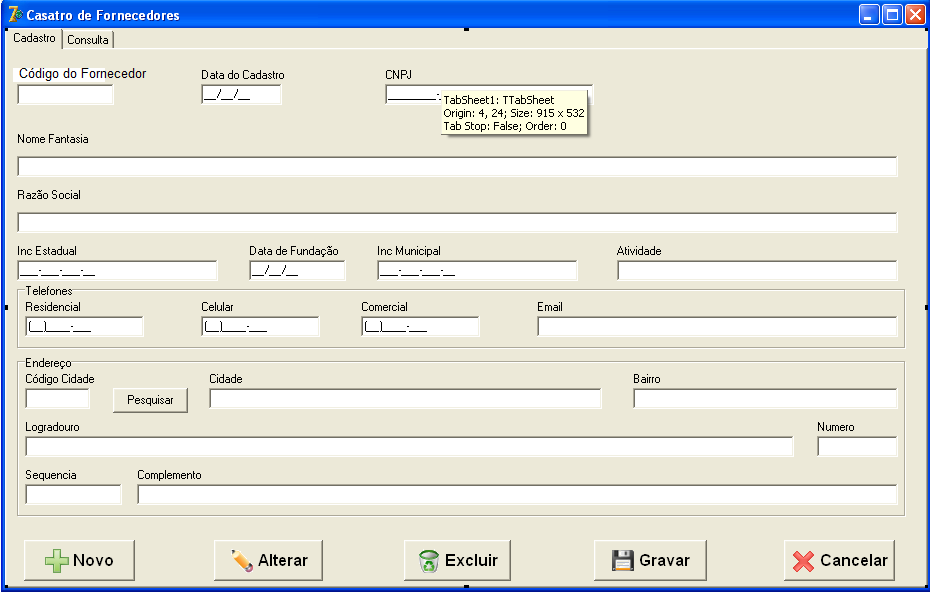 Casatro de Fornecedores
Cadastro Consulta
Código do Fornecedor Data do Cadastro CNPJ
__/__/__ ________-
TabSheet1: TTabSheet
Origin: 4, 24; Size: 915 x 532
Tab Stop: False; Order: 0
Nome Fantasia
Razão Social
Inc Estadual Data de Fundação Inc Municipal Atividade
___-___-___-__ __/__/__ ___-___-___-__
Telefones
Residencial Celular Comercial Email
(__)____-___ (__)____-___ (__)____-___
Endereço
Código Cidade Cidade Bairro
Pesquisar
Logradouro Numero
Sequencia Complemento
Novo Alterar Excluir Gravar Cancelar